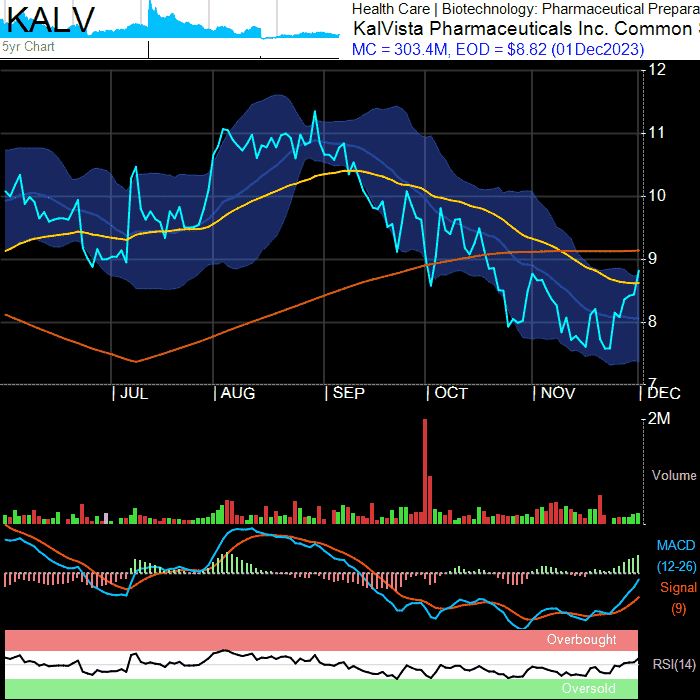 KALV
5yr Chart
Health Care | Biotechnology: Pharmaceutical Prepara
KalVista Pharmaceuticals Inc. Common
MC = 303.4M, EOD = $8.82 (01Dec2023)
12
11
10
9
8
7
| JUL | AUG | SEP | OCT | NOV | DEC
2M
Volume
MACD
(12-26)
Signal
(9)
Overbought
RSI(14)
Oversold